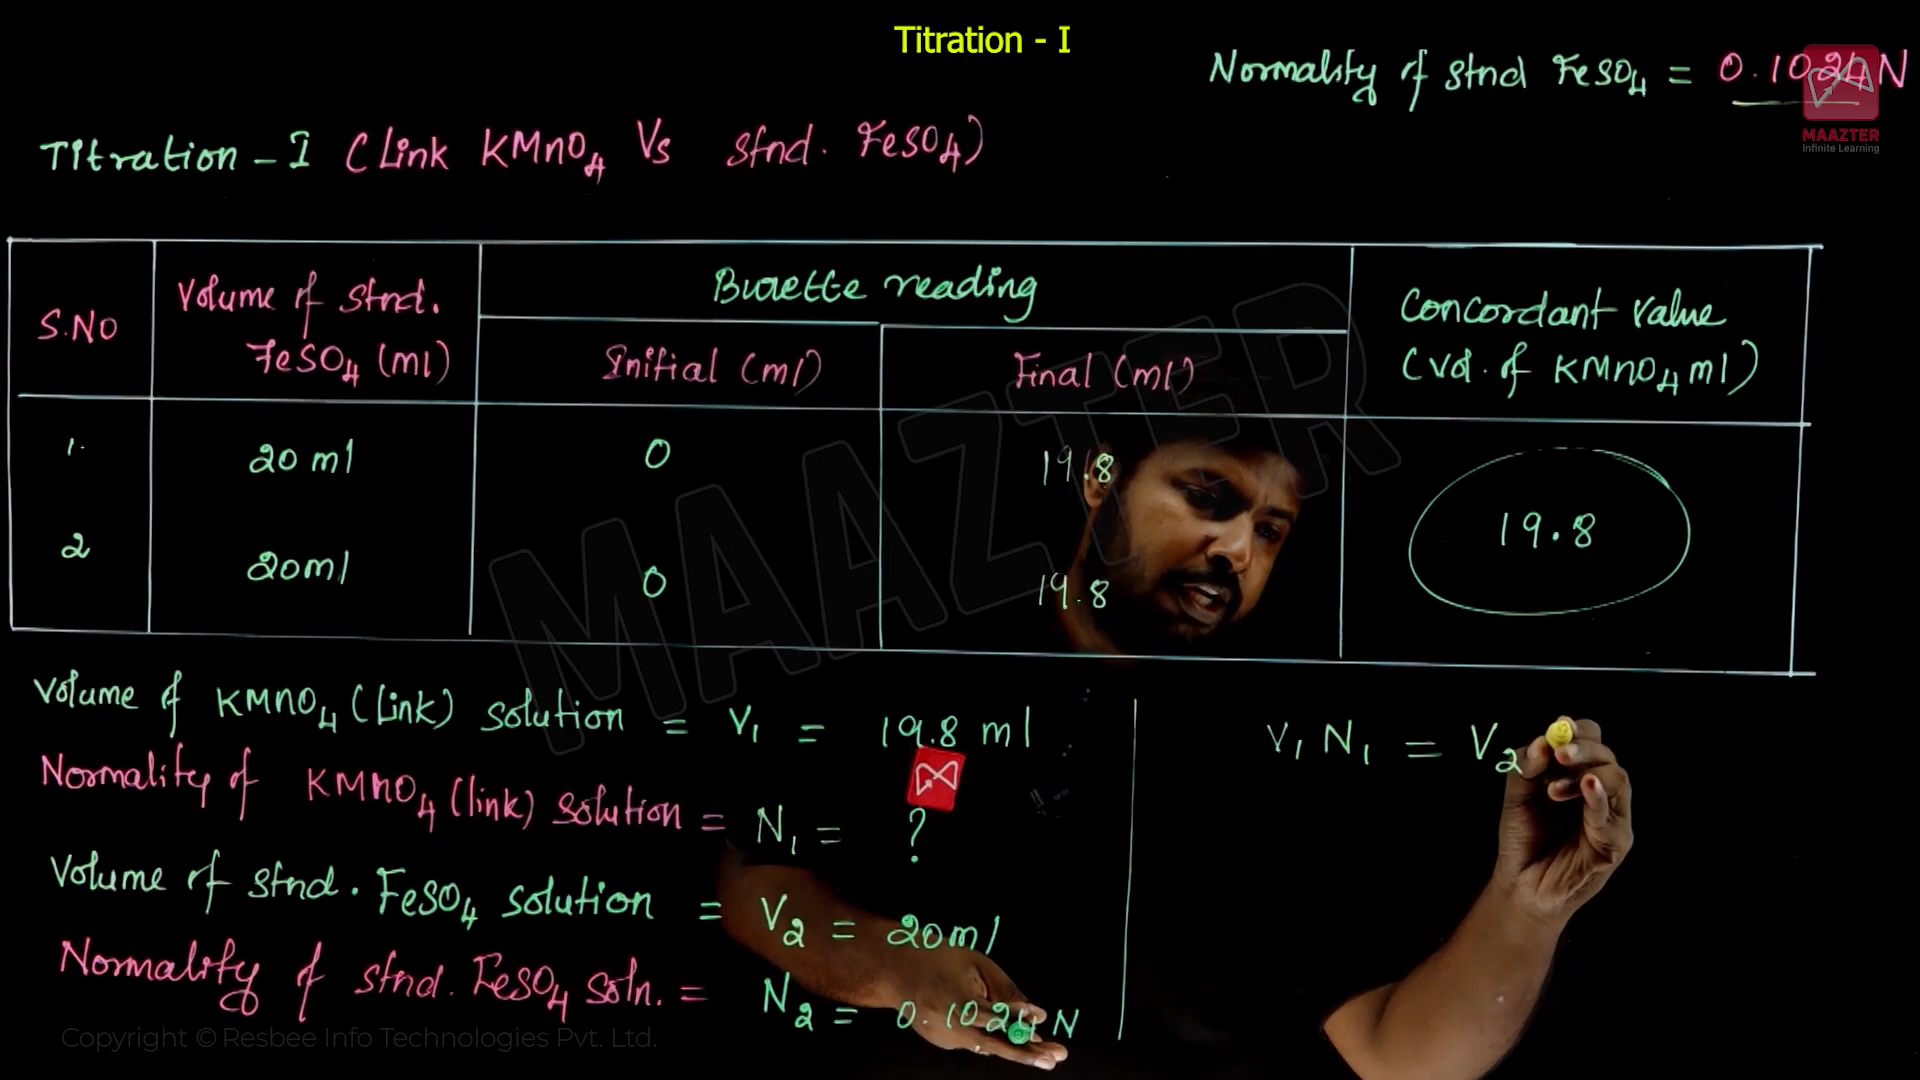 Titration - I
Normality of stnd FeSO4 = 0.1024 N
MAAZTER
Infinite Learning
Titration - I (Link KMnO4 Vs stnd. FeSO4)
S.NO
Volume of stnd.
FeSO4 (ml)
Burette reading
Initial (ml)
Final (ml)
Concordant value
(vol. of KMnO4 ml)
1. 20 ml 0 19.8
19.8
2 20ml 0 19.8
MAAZTER
Volume of KMnO4 (Link) solution = V1 = 19.8 ml
Normality of KMnO4 (link) solution = N1 = ?
Volume of stnd. FeSO4 solution = V2 = 20ml
Normality of stnd. FeSO4 soln. = N2 = 0.1024 N
V1 N1 = V2
Copyright © Resbee Info Technologies Pvt. Ltd.